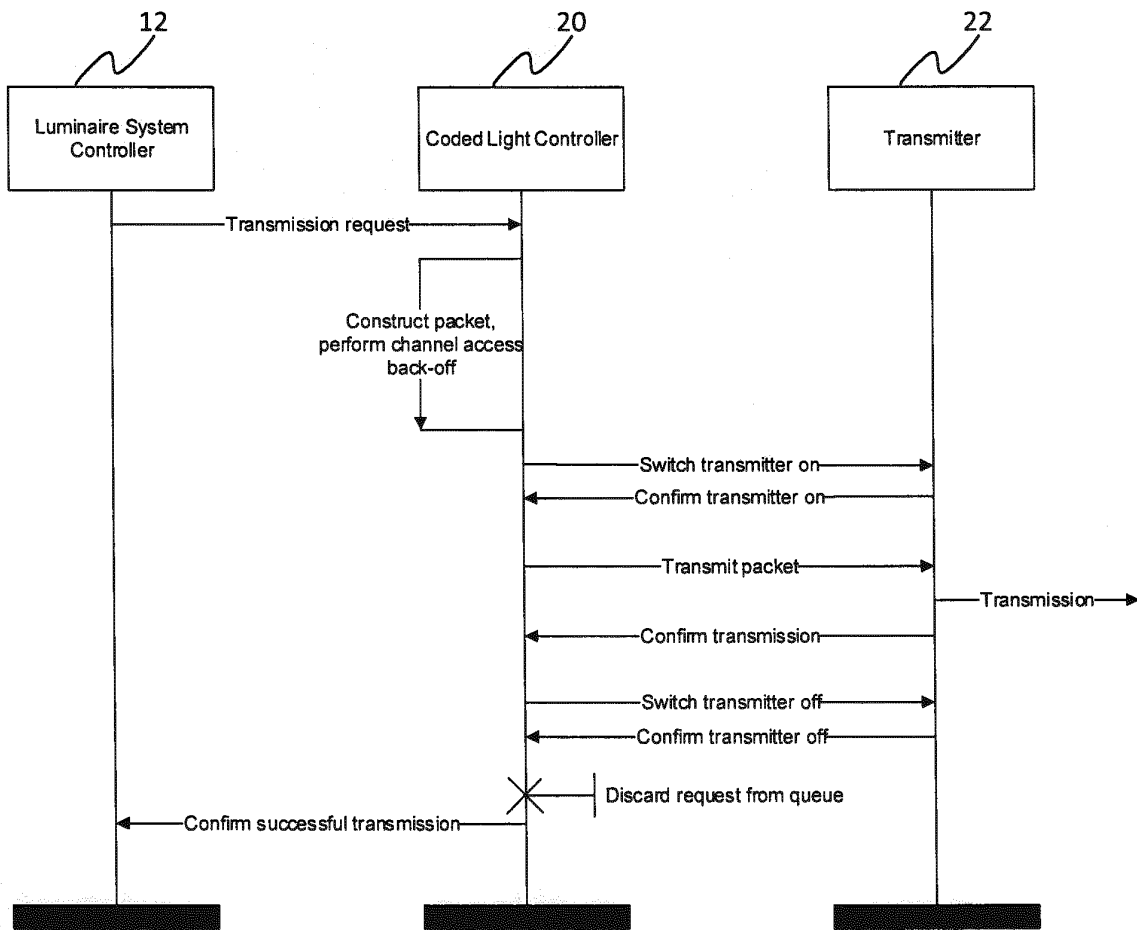 12
20
22
Luminaire System
Controller
Coded Light Controller
Transmitter
Transmission request
Construct packet,
perform channel access
back-off
Switch transmitter on
Confirm transmitter on
Transmit packet
Transmission
Confirm transmission
Switch transmitter off
Confirm transmitter off
Discard request from queue
Confirm successful transmission